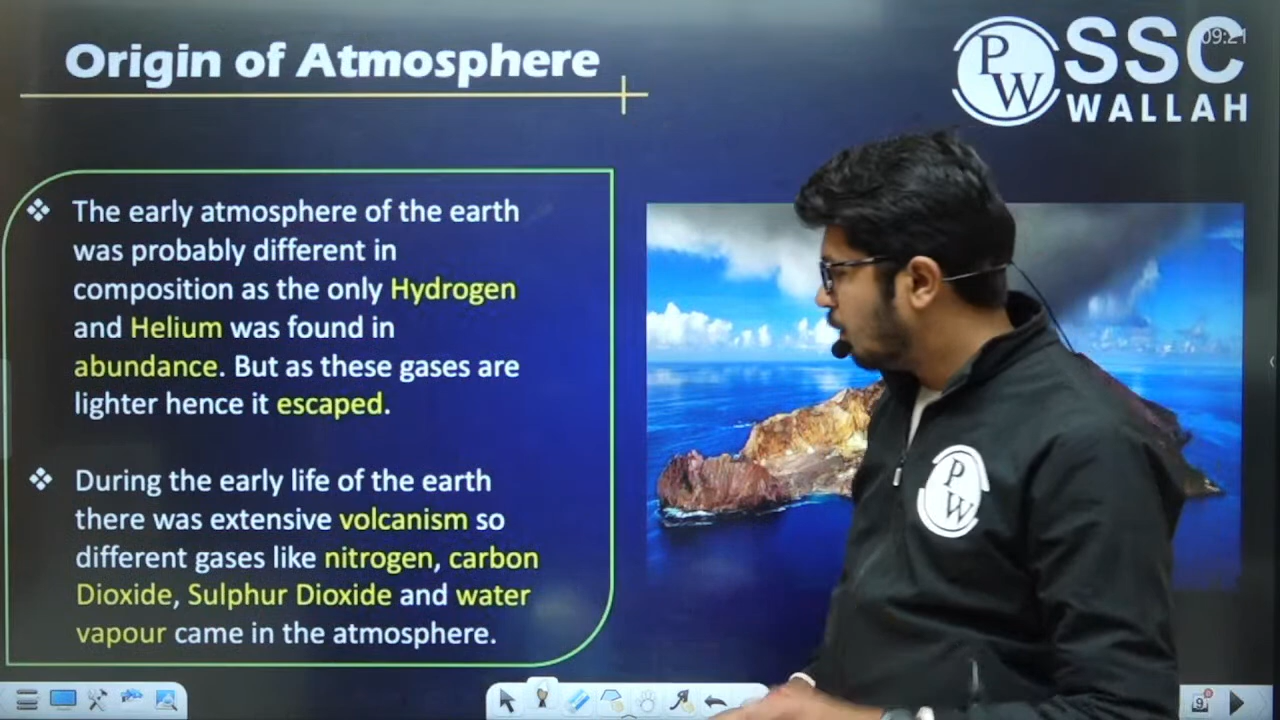 Origin of Atmosphere
PW
SSC
WALLAH
09:21
❖ The early atmosphere of the earth
was probably different in
composition as the only Hydrogen
and Helium was found in
abundance. But as these gases are
lighter hence it escaped.
❖ During the early life of the earth
there was extensive volcanism so
different gases like nitrogen, carbon
Dioxide, Sulphur Dioxide and water
vapour came in the atmosphere.
PW
9